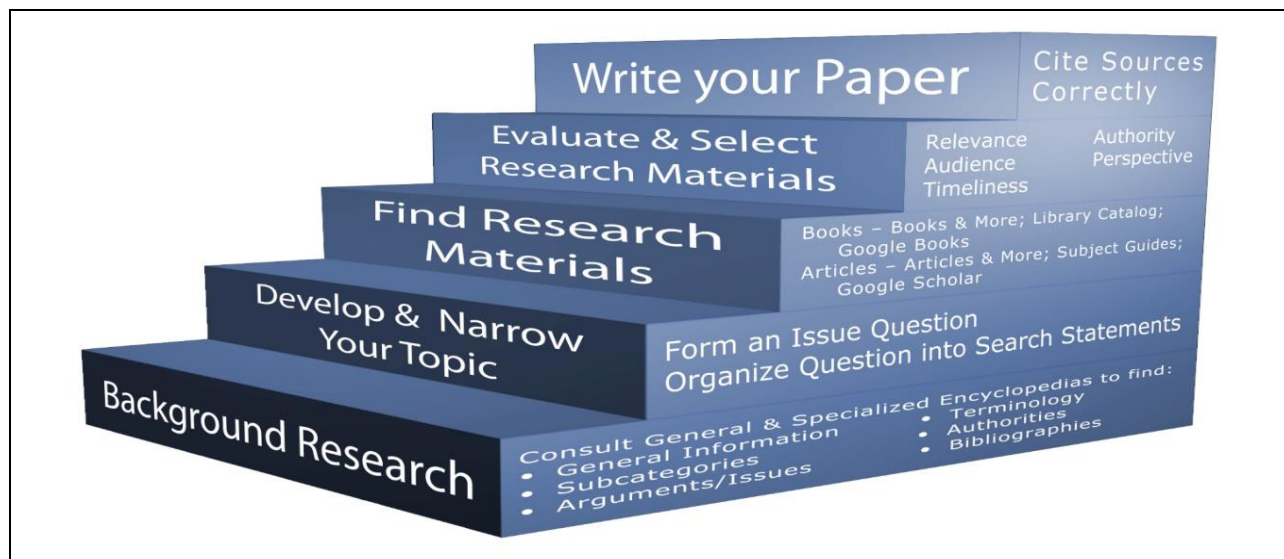 Write your Paper
Cite Sources
Correctly
Evaluate & Select
Research Materials
Relevance
Audience
Timeliness
Authority
Perspective
Find Research
Materials
Books – Books & More; Library Catalog;
Google Books
Articles – Articles & More; Subject Guides;
Google Scholar
Develop & Narrow
Your Topic
Form an Issue Question
Organize Question into Search Statements
Background Research
Consult General & Specialized Encyclopedias to find:
• General Information
• Subcategories
• Arguments/Issues
• Terminology
• Authorities
• Bibliographies